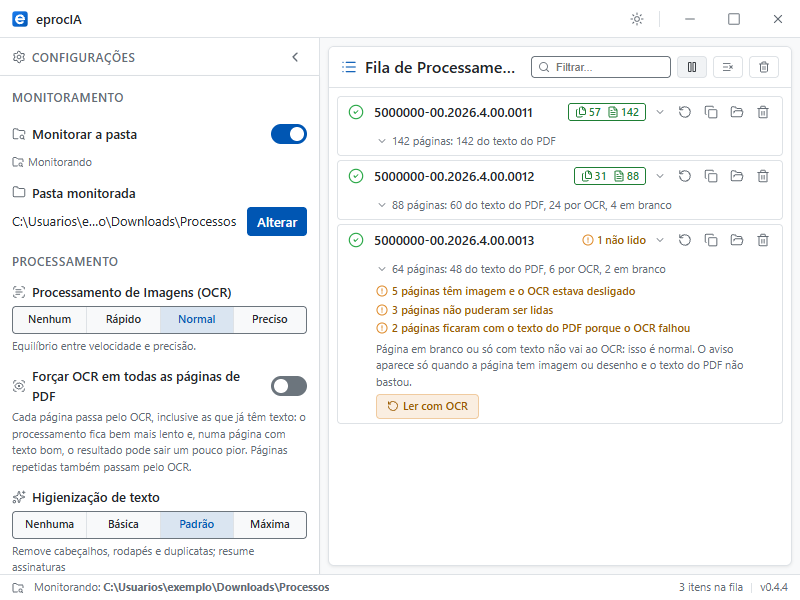 e eprocIA
CONFIGURAÇÕES
MONITORAMENTO
Monitorar a pasta
Monitorando
Pasta monitorada
C:\Usuarios\e...o\Downloads\Processos
Alterar
PROCESSAMENTO
Processamento de Imagens (OCR)
Nenhum Rápido Normal Preciso
Equilíbrio entre velocidade e precisão.
Forçar OCR em todas as páginas de
PDF
Cada página passa pelo OCR, inclusive as que já têm texto: o
processamento fica bem mais lento e, numa página com
texto bom, o resultado pode sair um pouco pior. Páginas
repetidas também passam pelo OCR.
Higienização de texto
Nenhuma Básica Padrão Máxima
Remove cabeçalhos, rodapés e duplicatas; resume
assinaturas
Fila de Processame...
Filtrar...
5000000-00.2026.4.00.0011
57 142
142 páginas: 142 do texto do PDF
5000000-00.2026.4.00.0012
31 88
88 páginas: 60 do texto do PDF, 24 por OCR, 4 em branco
5000000-00.2026.4.00.0013
1 não lido
64 páginas: 48 do texto do PDF, 6 por OCR, 2 em branco
5 páginas têm imagem e o OCR estava desligado
3 páginas não puderam ser lidas
2 páginas ficaram com o texto do PDF porque o OCR falhou
Página em branco ou só com texto não vai ao OCR: isso é normal. O aviso
aparece só quando a página tem imagem ou desenho e o texto do PDF não
bastou.
Ler com OCR
Monitorando: C:\Usuarios\exemplo\Downloads\Processos
3 itens na fila
v0.4.4